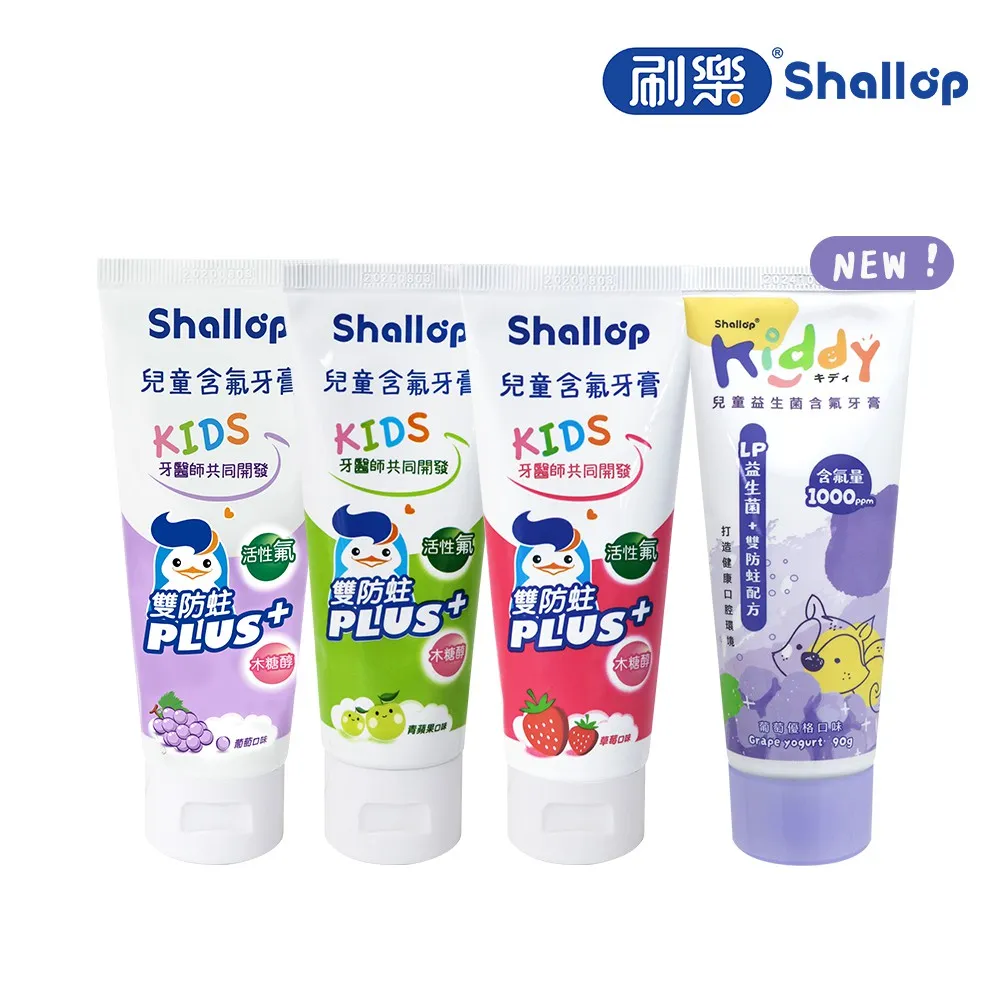 刷樂® Shallop
NEW!
20200803
Shallop
兒童含氟牙膏
KIDS
牙醫師共同開發
活性氟
雙防蛀
PLUS+
木糖醇
葡萄口味
Shallop
兒童含氟牙膏
KIDS
牙醫師共同開發
活性氟
雙防蛀
PLUS+
木糖醇
青蘋果口味
Shallop
兒童含氟牙膏
KIDS
牙醫師共同開發
活性氟
雙防蛀
PLUS+
木糖醇
草莓口味
Shallop®
Kiddy
キディ
兒童益生菌含氟牙膏
LP益生菌+雙防蛀配方
打造健康口腔環境
含氟量
1000ppm
葡萄優格口味
Grape yogurt 90g